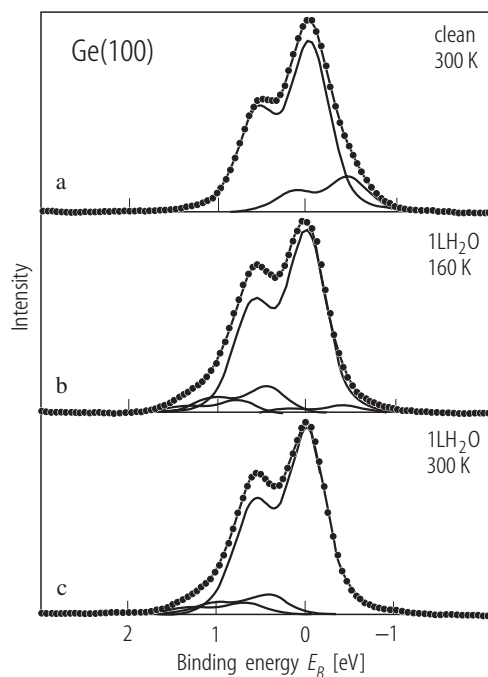 Ge(100)
clean
300 K
a
1LH₂O
160 K
b
1LH₂O
300 K
c
Intensity
2 1 0 −1
Binding energy E_B [eV]